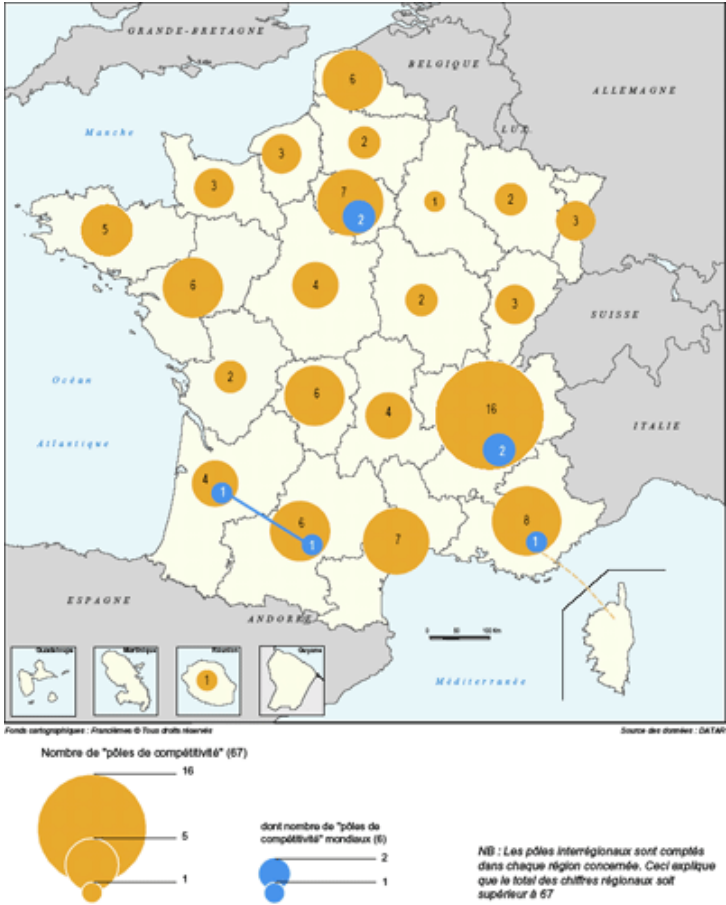 GRANDE-BRETAGNE
BELGIQUE
ALLEMAGNE
LUX.
Manche
6
2
3
7
2
3
1
2
3
5
6
4
2
3
SUISSE
Océan
Atlantique
2
6
4
16
2
ITALIE
4
1
6
1
7
8
1
ESPAGNE
ANDORRE
0 50 100 Km
Méditerranée
Guadeloupe
Martinique
Réunion
Guyane
1
Fonds cartographiques : Franclèmes © Tous droits réservés
Source des données : DATAR
Nombre de "pôles de compétitivité" (67)
16
5
1
dont nombre de "pôles de
compétitivité" mondiaux (6)
2
1
NB : Les pôles interrégionaux sont comptés
dans chaque région concernée. Ceci explique
que le total des chiffres régionaux soit
supérieur à 67